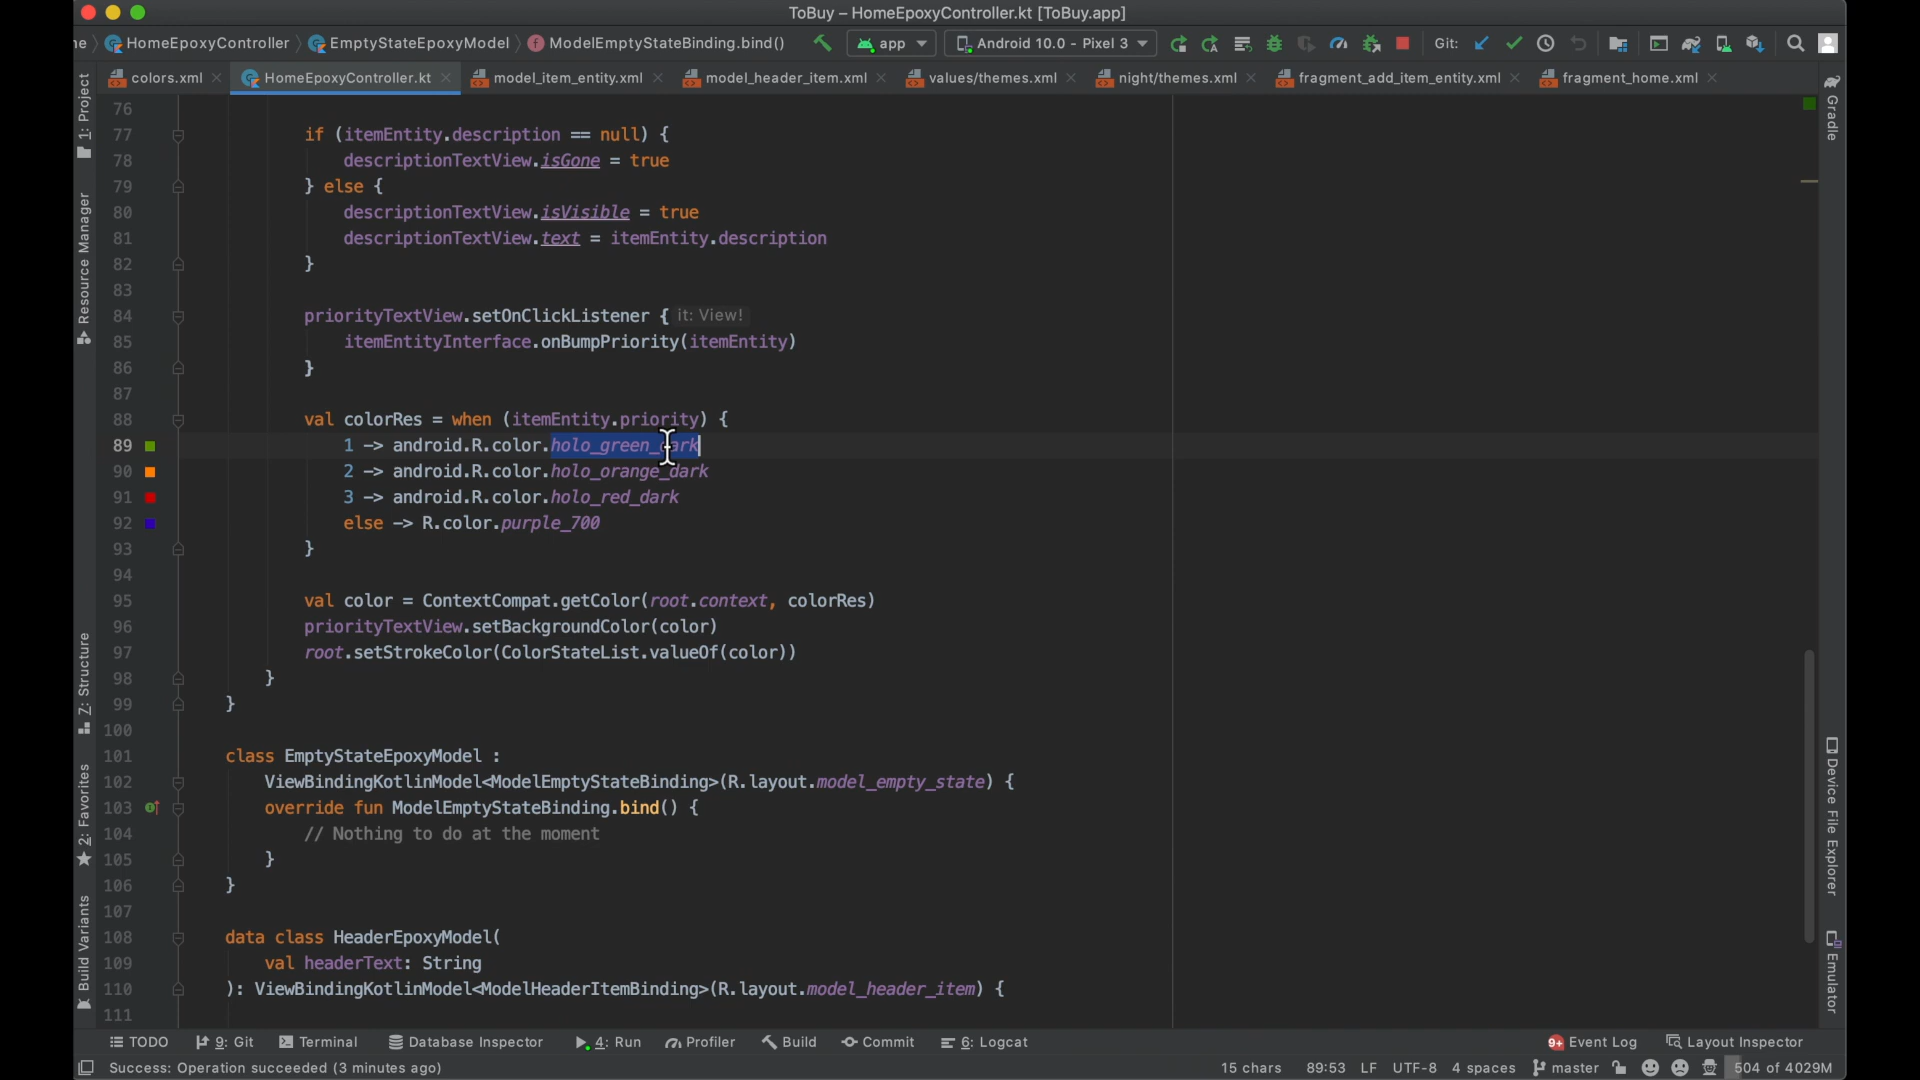 ToBuy – HomeEpoxyController.kt [ToBuy.app]
ne HomeEpoxyController EmptyStateEpoxyModel ModelEmptyStateBinding.bind() app Android 10.0 - Pixel 3 Git:
colors.xml HomeEpoxyController.kt model_item_entity.xml model_header_item.xml values/themes.xml night/themes.xml fragment_add_item_entity.xml fragment_home.xml
1: Project
Resource Manager
Z: Structure
2: Favorites
Build Variants
76
77 if (itemEntity.description == null) {
78 descriptionTextView.isGone = true
79 } else {
80 descriptionTextView.isVisible = true
81 descriptionTextView.text = itemEntity.description
82 }
83
84 priorityTextView.setOnClickListener { it: View!
85 itemEntityInterface.onBumpPriority(itemEntity)
86 }
87
88 val colorRes = when (itemEntity.priority) {
89 1 -> android.R.color.holo_green_dark
90 2 -> android.R.color.holo_orange_dark
91 3 -> android.R.color.holo_red_dark
92 else -> R.color.purple_700
93 }
94
95 val color = ContextCompat.getColor(root.context, colorRes)
96 priorityTextView.setBackgroundColor(color)
97 root.setStrokeColor(ColorStateList.valueOf(color))
98 }
99 }
100
101 class EmptyStateEpoxyModel :
102 ViewBindingKotlinModel<ModelEmptyStateBinding>(R.layout.model_empty_state) {
103 override fun ModelEmptyStateBinding.bind() {
104 // Nothing to do at the moment
105 }
106 }
107
108 data class HeaderEpoxyModel(
109 val headerText: String
110 ): ViewBindingKotlinModel<ModelHeaderItemBinding>(R.layout.model_header_item) {
111
Gradle
Device File Explorer
Emulator
TODO 9: Git Terminal Database Inspector 4: Run Profiler Build Commit 6: Logcat 9+ Event Log Layout Inspector
Success: Operation succeeded (3 minutes ago) 15 chars 89:53 LF UTF-8 4 spaces master 504 of 4029M